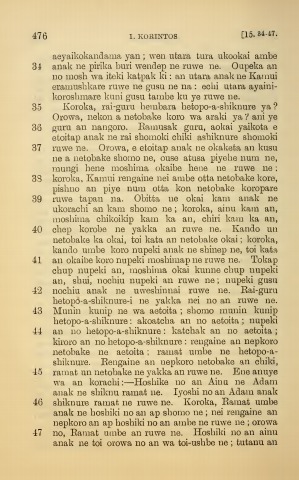 476 I. KORINTOS [15. 34-47.
aeyaikokandama yan; wen utara tura ukookai ambe
34 anak ne pirika buri wendep ne ruwe ne. Oupeka an
no mosh wa iteki katpak ki: an utara anak ne Kamui
eramushkare ruwe ne gusu ne na: echi utara ayaini-
koroshmare kuni gusu tambe ku ye ruwe ne.
35 Koroka, rai-guru hembara hetopo-a-shiknure ya?
Orowa, nekon a netobake koro wa araki ya? ani ye
36 guru an nangoro. Ramusak guru, aokai yaikota e
etoitap anak ne rai shomoki chiki ashiknure shomoki
37 ruwe ne. Orowa, e etoitap anak ne okaketa an kusu
ne a netobake shomo ne, ouse atusa piyehe num ne,
mungi hene moshima okaibe hene ne ruwe ne:
38 koroka, Kamui rengaine nei ambe otta netobake kore,
pishno an piye num otta kon netobake koropare
39 ruwe tapan na. Obitta ne okai kam anak ne
ukorachi an kam shomo ne; koroka, ainu kam an,
moshima chikoikip kam ka an, chiri kam ka an,
40 chep korobe ne yakka an ruwe ne. Kando un
netobake ka okai, toi kata an netobake okai; koroka,
kando umbe koro nupeki anak ne shinep ne, toi kata
41 an okaibe koro nupeki moshimap ne ruwe ne. Tokap
chup nupeki an, moshima okai kunne chup nupeki
an, shui, nochiu nupeki an ruwe ne; nupeki gusu
42 nochiu anak ne uweshinnai ruwe ne. Rai-guru
hetopo-a-shiknure-i ne yakka nei no an ruwe ne.
43 Munin kunip ne wa aetoita; shomo munin kunip
hetopo-a-shiknure: akoatcha an no aetoita; nupeki
44 an no hetopo-a-shiknure: katchak an no aetoita;
kiroro an no hetopo-a-shiknure: rengaine an nepkoro
netobake ne aetoita; ramat umbe ne hetopo-a-
shiknure. Rengaine an nepkoro netobake an chiki,
45 ramat un netobake ne yakka an ruwe ne. Ene anuye
wa an korachi:—Hoshike no an Ainu ne Adam
anak ne shiknu ramat ne. Iyoshi no an Adam anak
46 shiknure ramat ne ruwe ne. Koroka, Ramat umbe
anak ne hoshiki no an ap shomo ne; nei rengaine an
nepkoro an ap hoshiki no an ambe ne ruwe ne; orowa
47 no, Ramat umbe an ruwe ne. Hoshiki no an ainu
anak ne toi orowa no an wa toi-ushbe ne; tutanu an